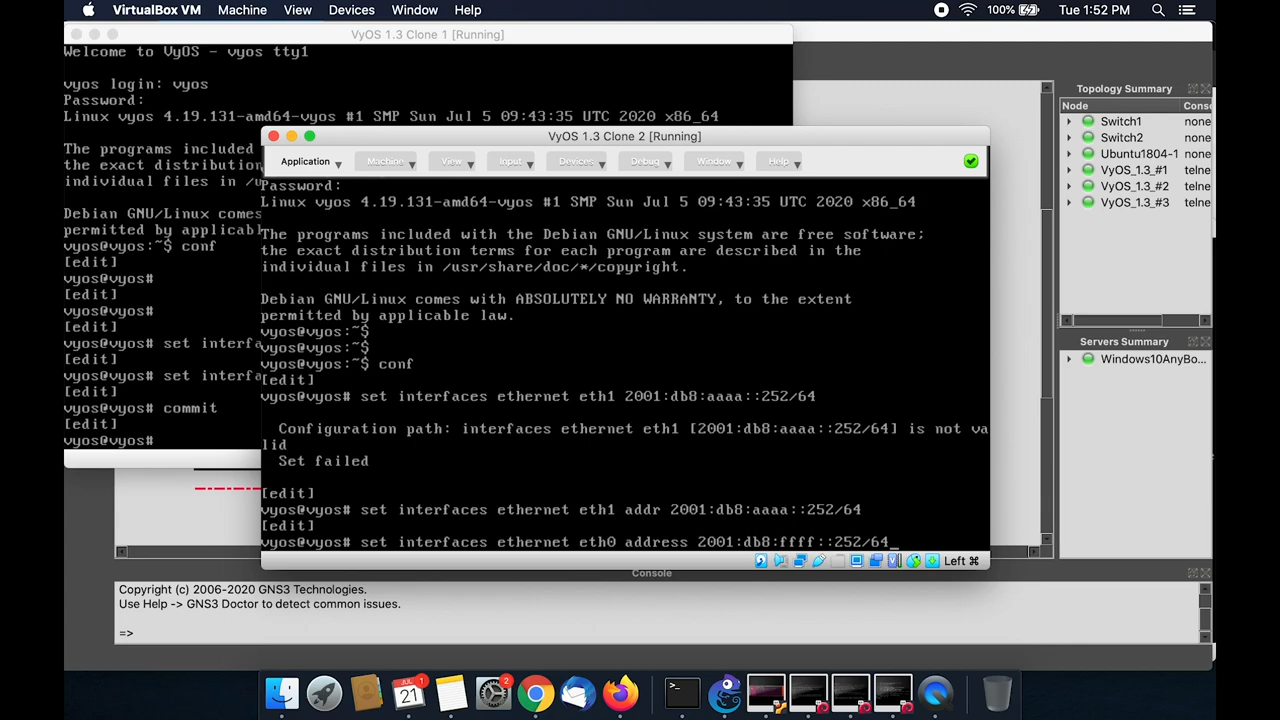 VirtualBox VM Machine View Devices Window Help 100% Tue 1:52 PM
VyOS 1.3 Clone 1 [Running]
Welcome to VyOS - vyos tty1
vyos login: vyos
Password:
Linux vyos 4.19.131-amd64-vyos #1 SMP Sun Jul 5 09:43:35 UTC 2020 x86_64
The programs included
the exact distribution
individual files in /u
Debian GNU/Linux comes
permitted by applicabl
vyos@vyos:~$ conf
[edit]
vyos@vyos#
[edit]
vyos@vyos#
[edit]
vyos@vyos# set interfa
[edit]
vyos@vyos# set interfa
[edit]
vyos@vyos# commit
[edit]
vyos@vyos#
VyOS 1.3 Clone 2 [Running]
Application Machine View Input Devices Debug Window Help
Password:
Linux vyos 4.19.131-amd64-vyos #1 SMP Sun Jul 5 09:43:35 UTC 2020 x86_64
The programs included with the Debian GNU/Linux system are free software;
the exact distribution terms for each program are described in the
individual files in /usr/share/doc/*/copyright.
Debian GNU/Linux comes with ABSOLUTELY NO WARRANTY, to the extent
permitted by applicable law.
vyos@vyos:~$
vyos@vyos:~$
vyos@vyos:~$ conf
[edit]
vyos@vyos# set interfaces ethernet eth1 2001:db8:aaaa::252/64
Configuration path: interfaces ethernet eth1 [2001:db8:aaaa::252/64] is not va
lid
Set failed
[edit]
vyos@vyos# set interfaces ethernet eth1 addr 2001:db8:aaaa::252/64
[edit]
vyos@vyos# set interfaces ethernet eth0 address 2001:db8:ffff::252/64_
Left ⌘
Topology Summary
Node Consc
Switch1 none
Switch2 none
Ubuntu1804-1 none
VyOS_1.3_#1 telne
VyOS_1.3_#2 telne
VyOS_1.3_#3 telne
Servers Summary
Windows10AnyBo...
Console
Copyright (c) 2006-2020 GNS3 Technologies.
Use Help -> GNS3 Doctor to detect common issues.
=>
JUL 1 2
21